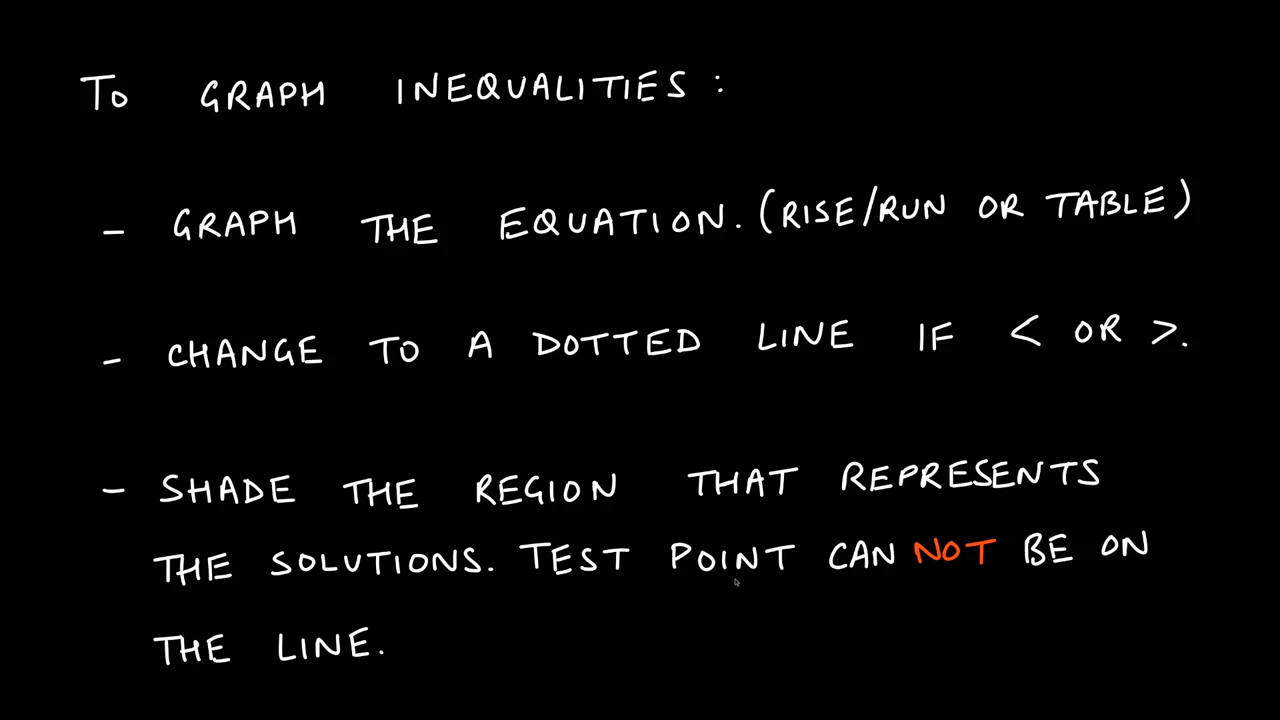 TO GRAPH INEQUALITIES:
- GRAPH THE EQUATION. (RISE/RUN OR TABLE)
- CHANGE TO A DOTTED LINE IF < OR >.
- SHADE THE REGION THAT REPRESENTS
THE SOLUTIONS. TEST POINT CAN NOT BE ON
THE LINE.